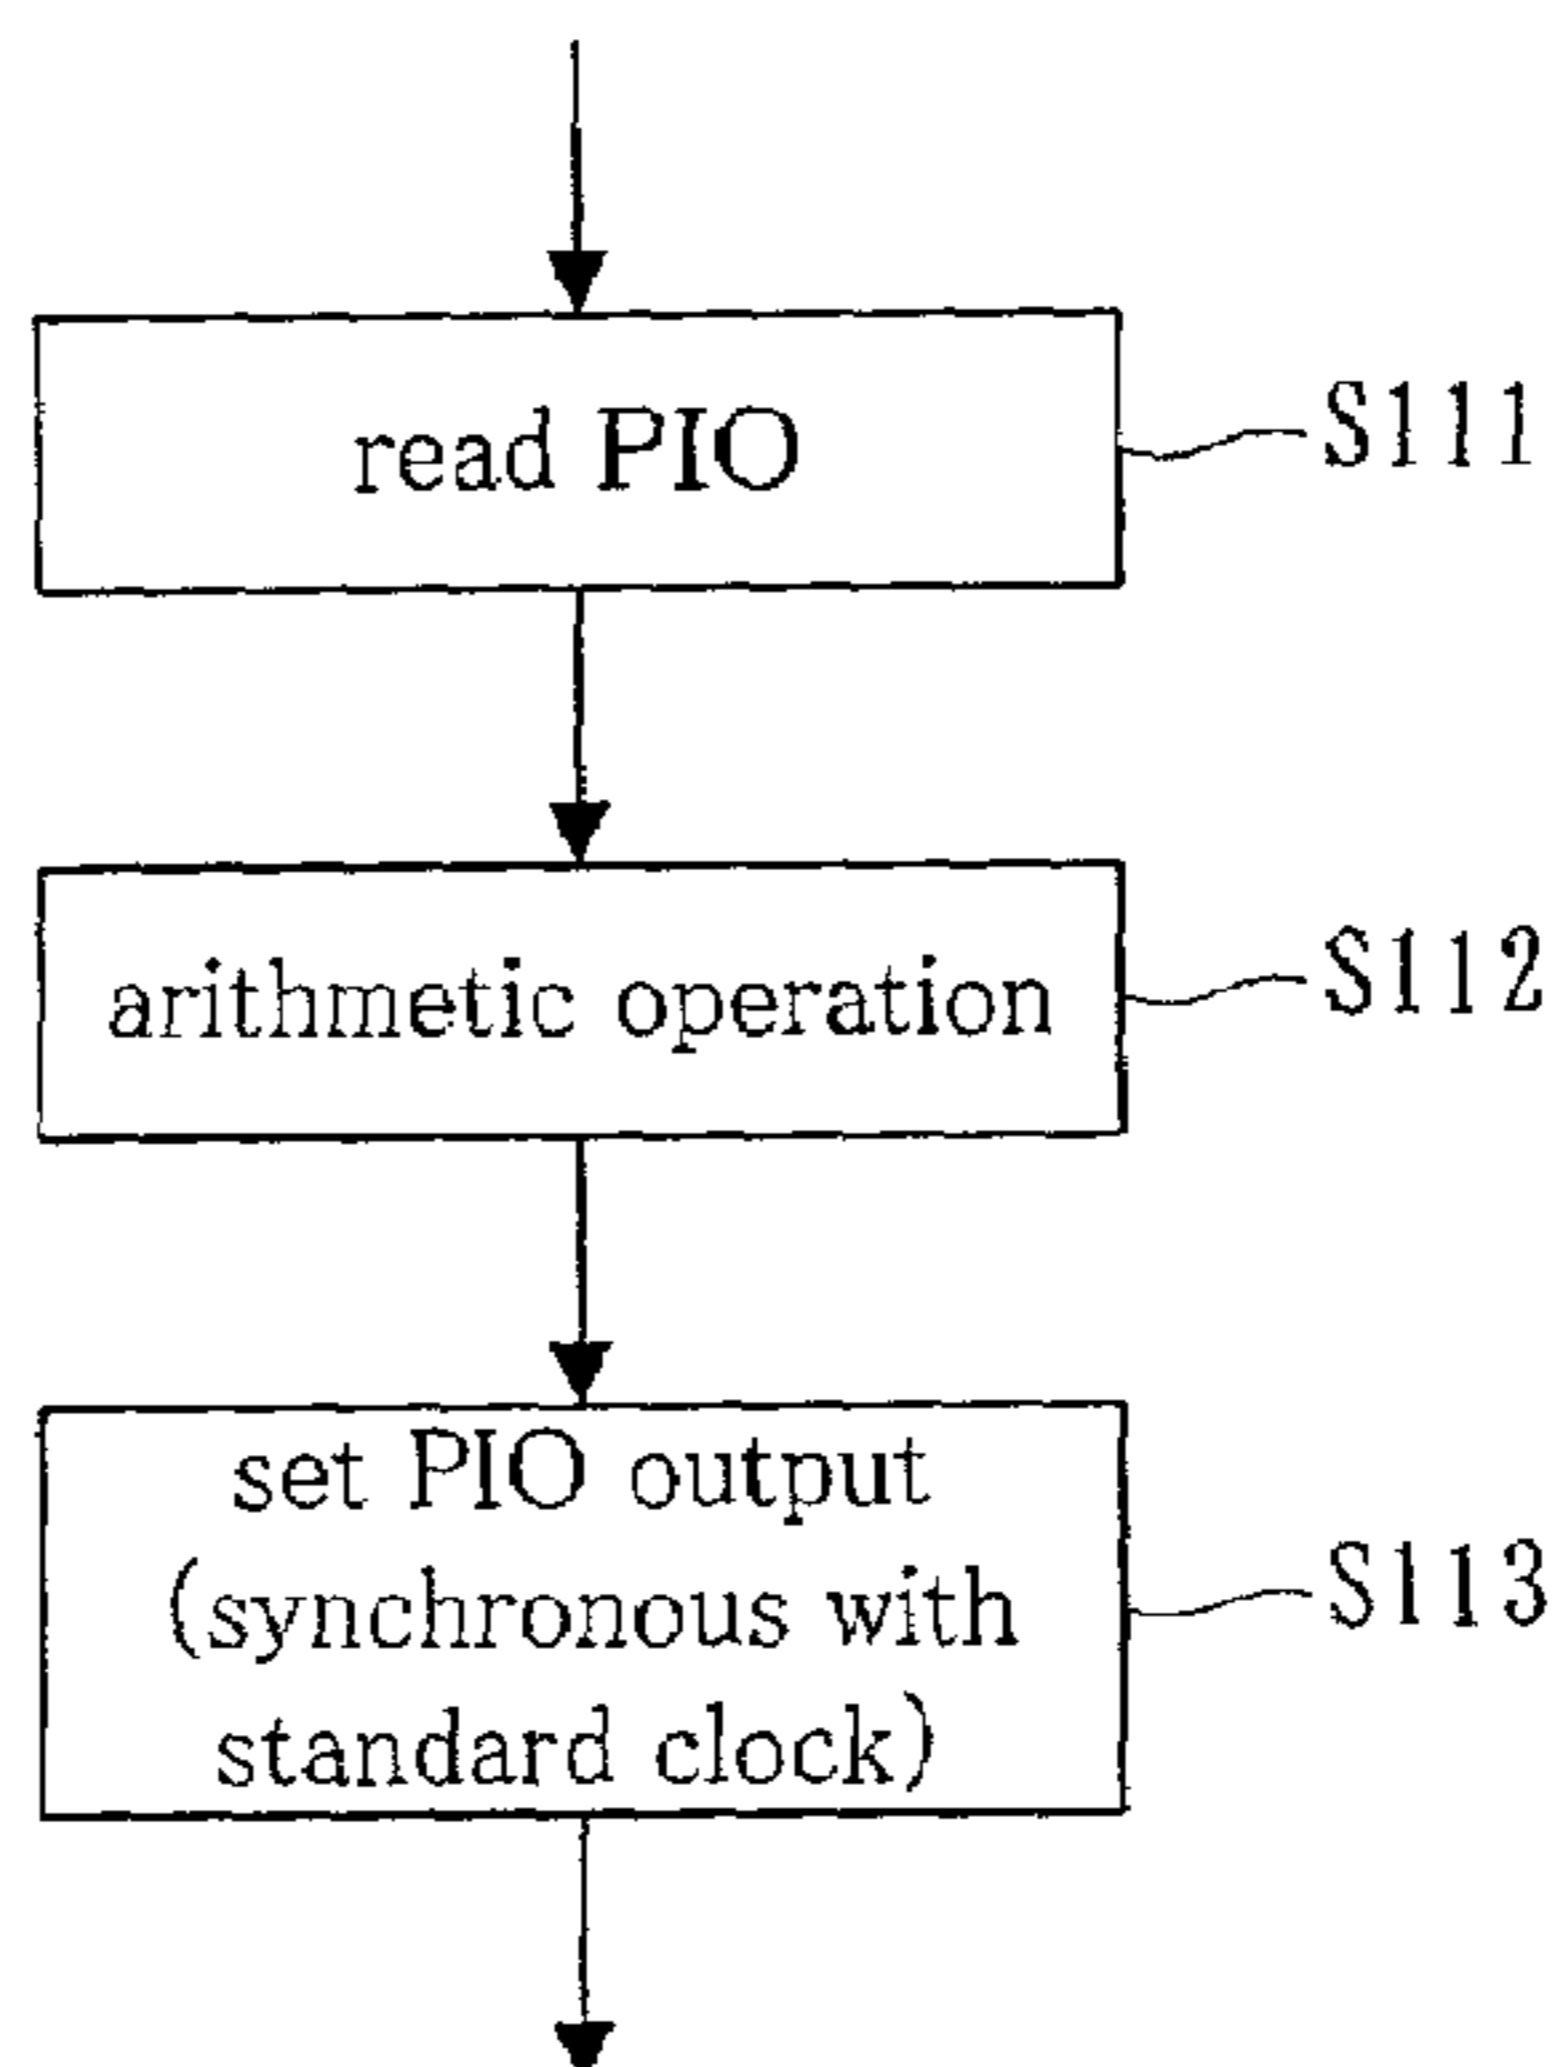 read PIO
S111
arithmetic operation
S112
set PIO output
(synchronous with
standard clock)
S113